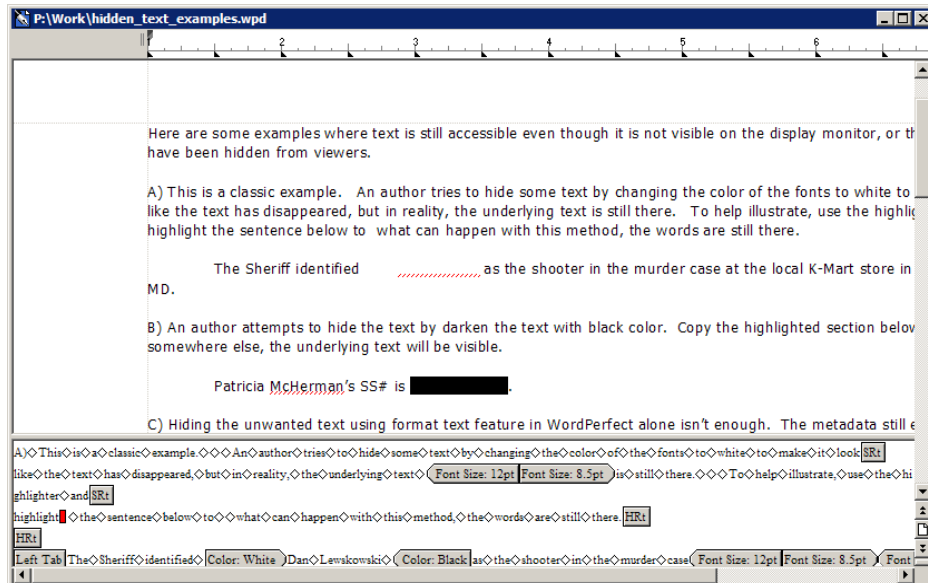 P:\Work\hidden_text_examples.wpd
1 2 3 4 5 6
Here are some examples where text is still accessible even though it is not visible on the display monitor, or th
have been hidden from viewers.
A) This is a classic example. An author tries to hide some text by changing the color of the fonts to white to
like the text has disappeared, but in reality, the underlying text is still there. To help illustrate, use the highlig
highlight the sentence below to what can happen with this method, the words are still there.
The Sheriff identified as the shooter in the murder case at the local K-Mart store in
MD.
B) An author attempts to hide the text by darken the text with black color. Copy the highlighted section below
somewhere else, the underlying text will be visible.
Patricia McHerman's SS# is .
C) Hiding the unwanted text using format text feature in WordPerfect alone isn't enough. The metadata still e
A)◇This◇is◇a◇classic◇example.◇◇◇An◇author◇tries◇to◇hide◇some◇text◇by◇changing◇the◇color◇of◇the◇fonts◇to◇white◇to◇make◇it◇look SRt
like◇the◇text◇has◇disappeared,◇but◇in◇reality,◇the◇underlying◇text◇ Font Size: 12pt Font Size: 8.5pt is◇still◇there.◇◇◇To◇help◇illustrate,◇use◇the◇hi
ghlighter◇and SRt
highlight ◇the◇sentence◇below◇to◇◇what◇can◇happen◇with◇this◇method,◇the◇words◇are◇still◇there. HRt
HRt
Left Tab The◇Sheriff◇identified◇ Color: White Dan◇Lewskowski◇ Color: Black as◇the◇shooter◇in◇the◇murder◇case Font Size: 12pt Font Size: 8.5pt Font